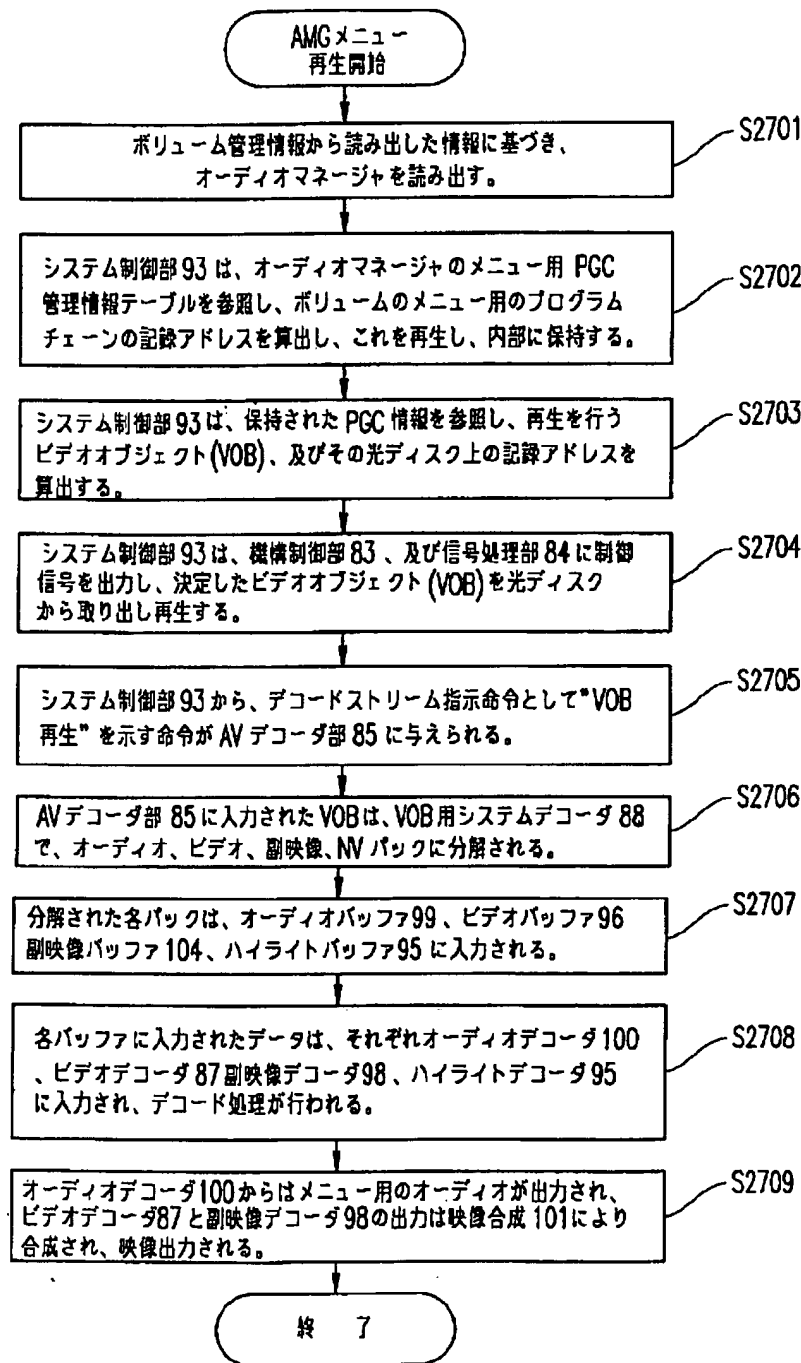 AMGメニュー
再生開始
ボリューム管理情報から読み出した情報に基づき、
オーディオマネージャを読み出す。
S2701
システム制御部93は、オーディオマネージャのメニュー用 PGC
管理情報テーブルを参照し、ボリュームのメニュー用のプログラム
チェーンの記録アドレスを算出し、これを再生し、内部に保持する。
S2702
システム制御部93は、保持された PGC 情報を参照し、再生を行う
ビデオオブジェクト(VOB)、及びその光ディスク上の記録アドレスを
算出する。
S2703
システム制御部93は、機構制御部83、及び信号処理部84に制御
信号を出力し、決定したビデオオブジェクト(VOB)を光ディスク
から取り出し再生する。
S2704
システム制御部93から、デコードストリーム指示命令として"VOB
再生"を示す命令が AVデコーダ部85に与えられる。
S2705
AVデコーダ部85に入力されたVOBは、VOB用システムデコーダ88
で、オーディオ、ビデオ、副映像、NVパックに分解される。
S2706
分解された各パックは、オーディオバッファ99、ビデオバッファ96
副映像バッファ104、ハイライトバッファ95に入力される。
S2707
各バッファに入力されたデータは、それぞれオーディオデコーダ100
、ビデオデコーダ87副映像デコーダ98、ハイライトデコーダ95
に入力され、デコード処理が行われる。
S2708
オーディオデコーダ100からはメニュー用のオーディオが出力され、
ビデオデコーダ87と副映像デコーダ98の出力は映像合成101により
合成され、映像出力される。
S2709
終 了